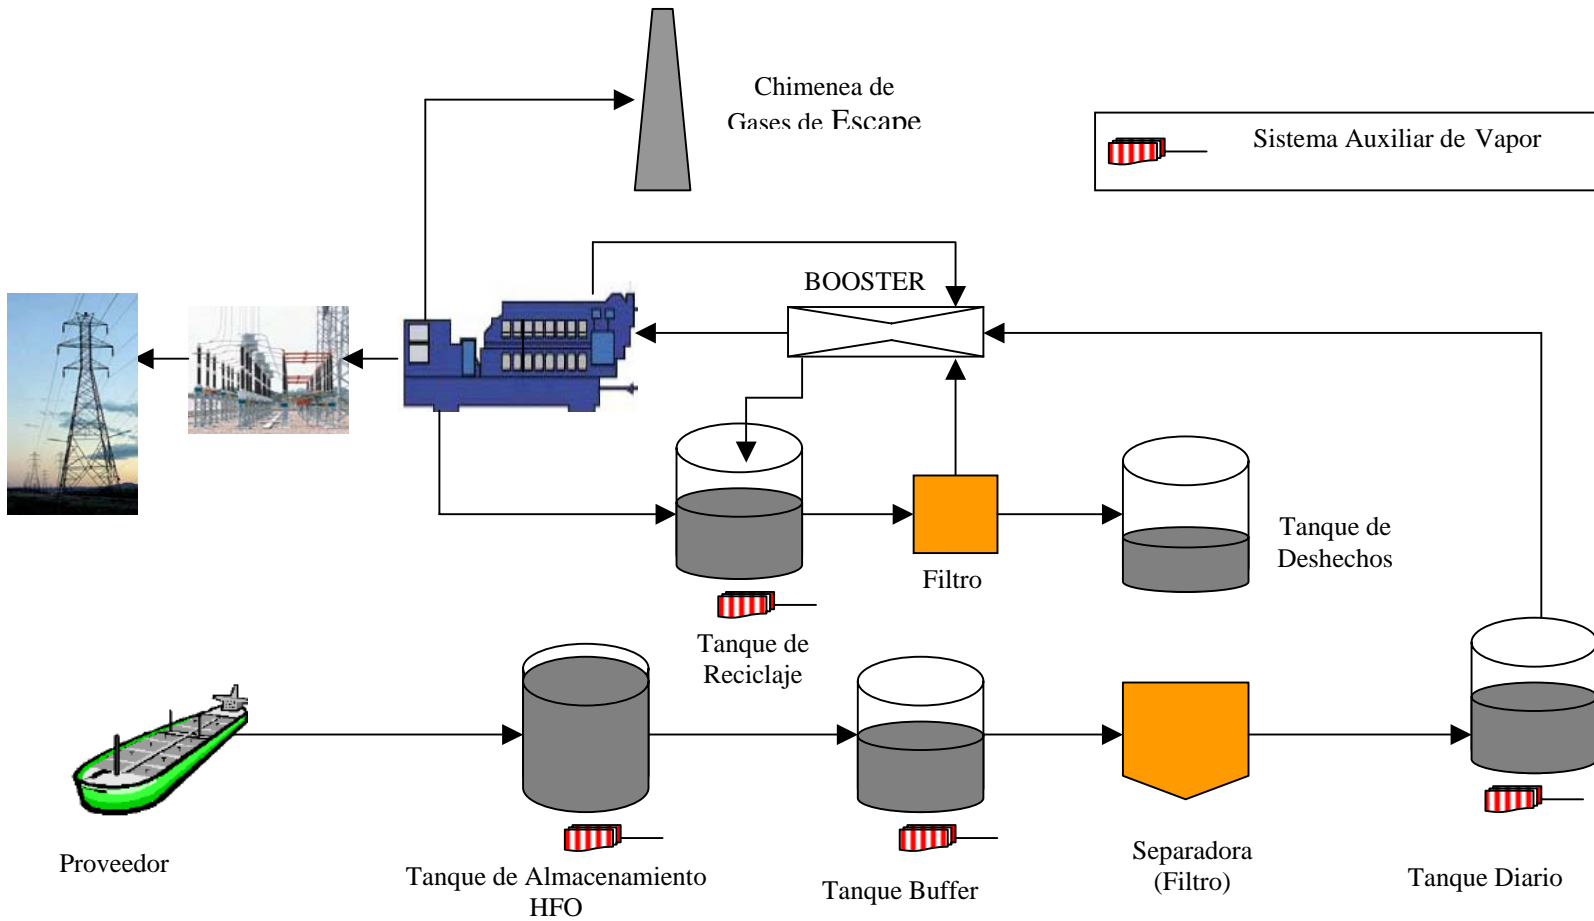 Chimenea de
Gases de Escape
Sistema Auxiliar de Vapor
BOOSTER
Filtro
Tanque de
Deshechos
Tanque de
Reciclaje
Proveedor
Tanque de Almacenamiento
HFO
Tanque Buffer
Separadora
(Filtro)
Tanque Diario